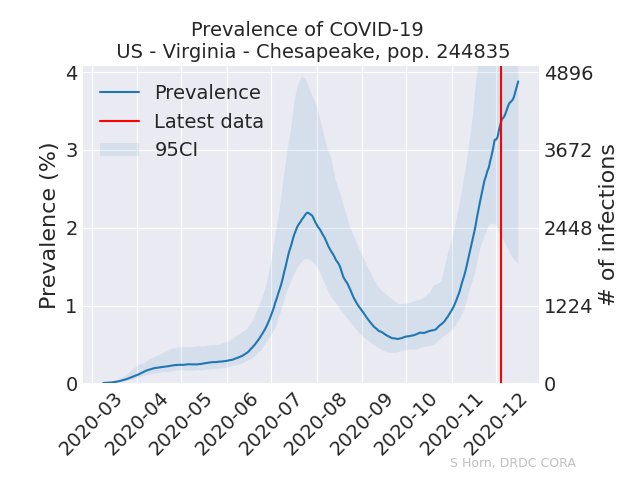 Prevalence of COVID-19
US - Virginia - Chesapeake, pop. 244835
Prevalence (%)
4
3
2
1
0
Prevalence
Latest data
95CI
4896
3672
2448
1224
0
# of infections
2020-03
2020-04
2020-05
2020-06
2020-07
2020-08
2020-09
2020-10
2020-11
2020-12
S Horn, DRDC CORA